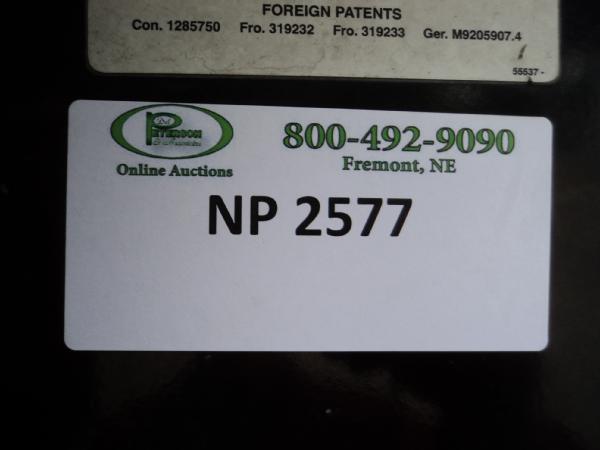 FOREIGN PATENTS
Con. 1285750 Fro. 319232 Fro. 319233 Ger. M9205907.4
55537 -
PETERSON
Online Auctions
800-492-9090
Fremont, NE
NP 2577